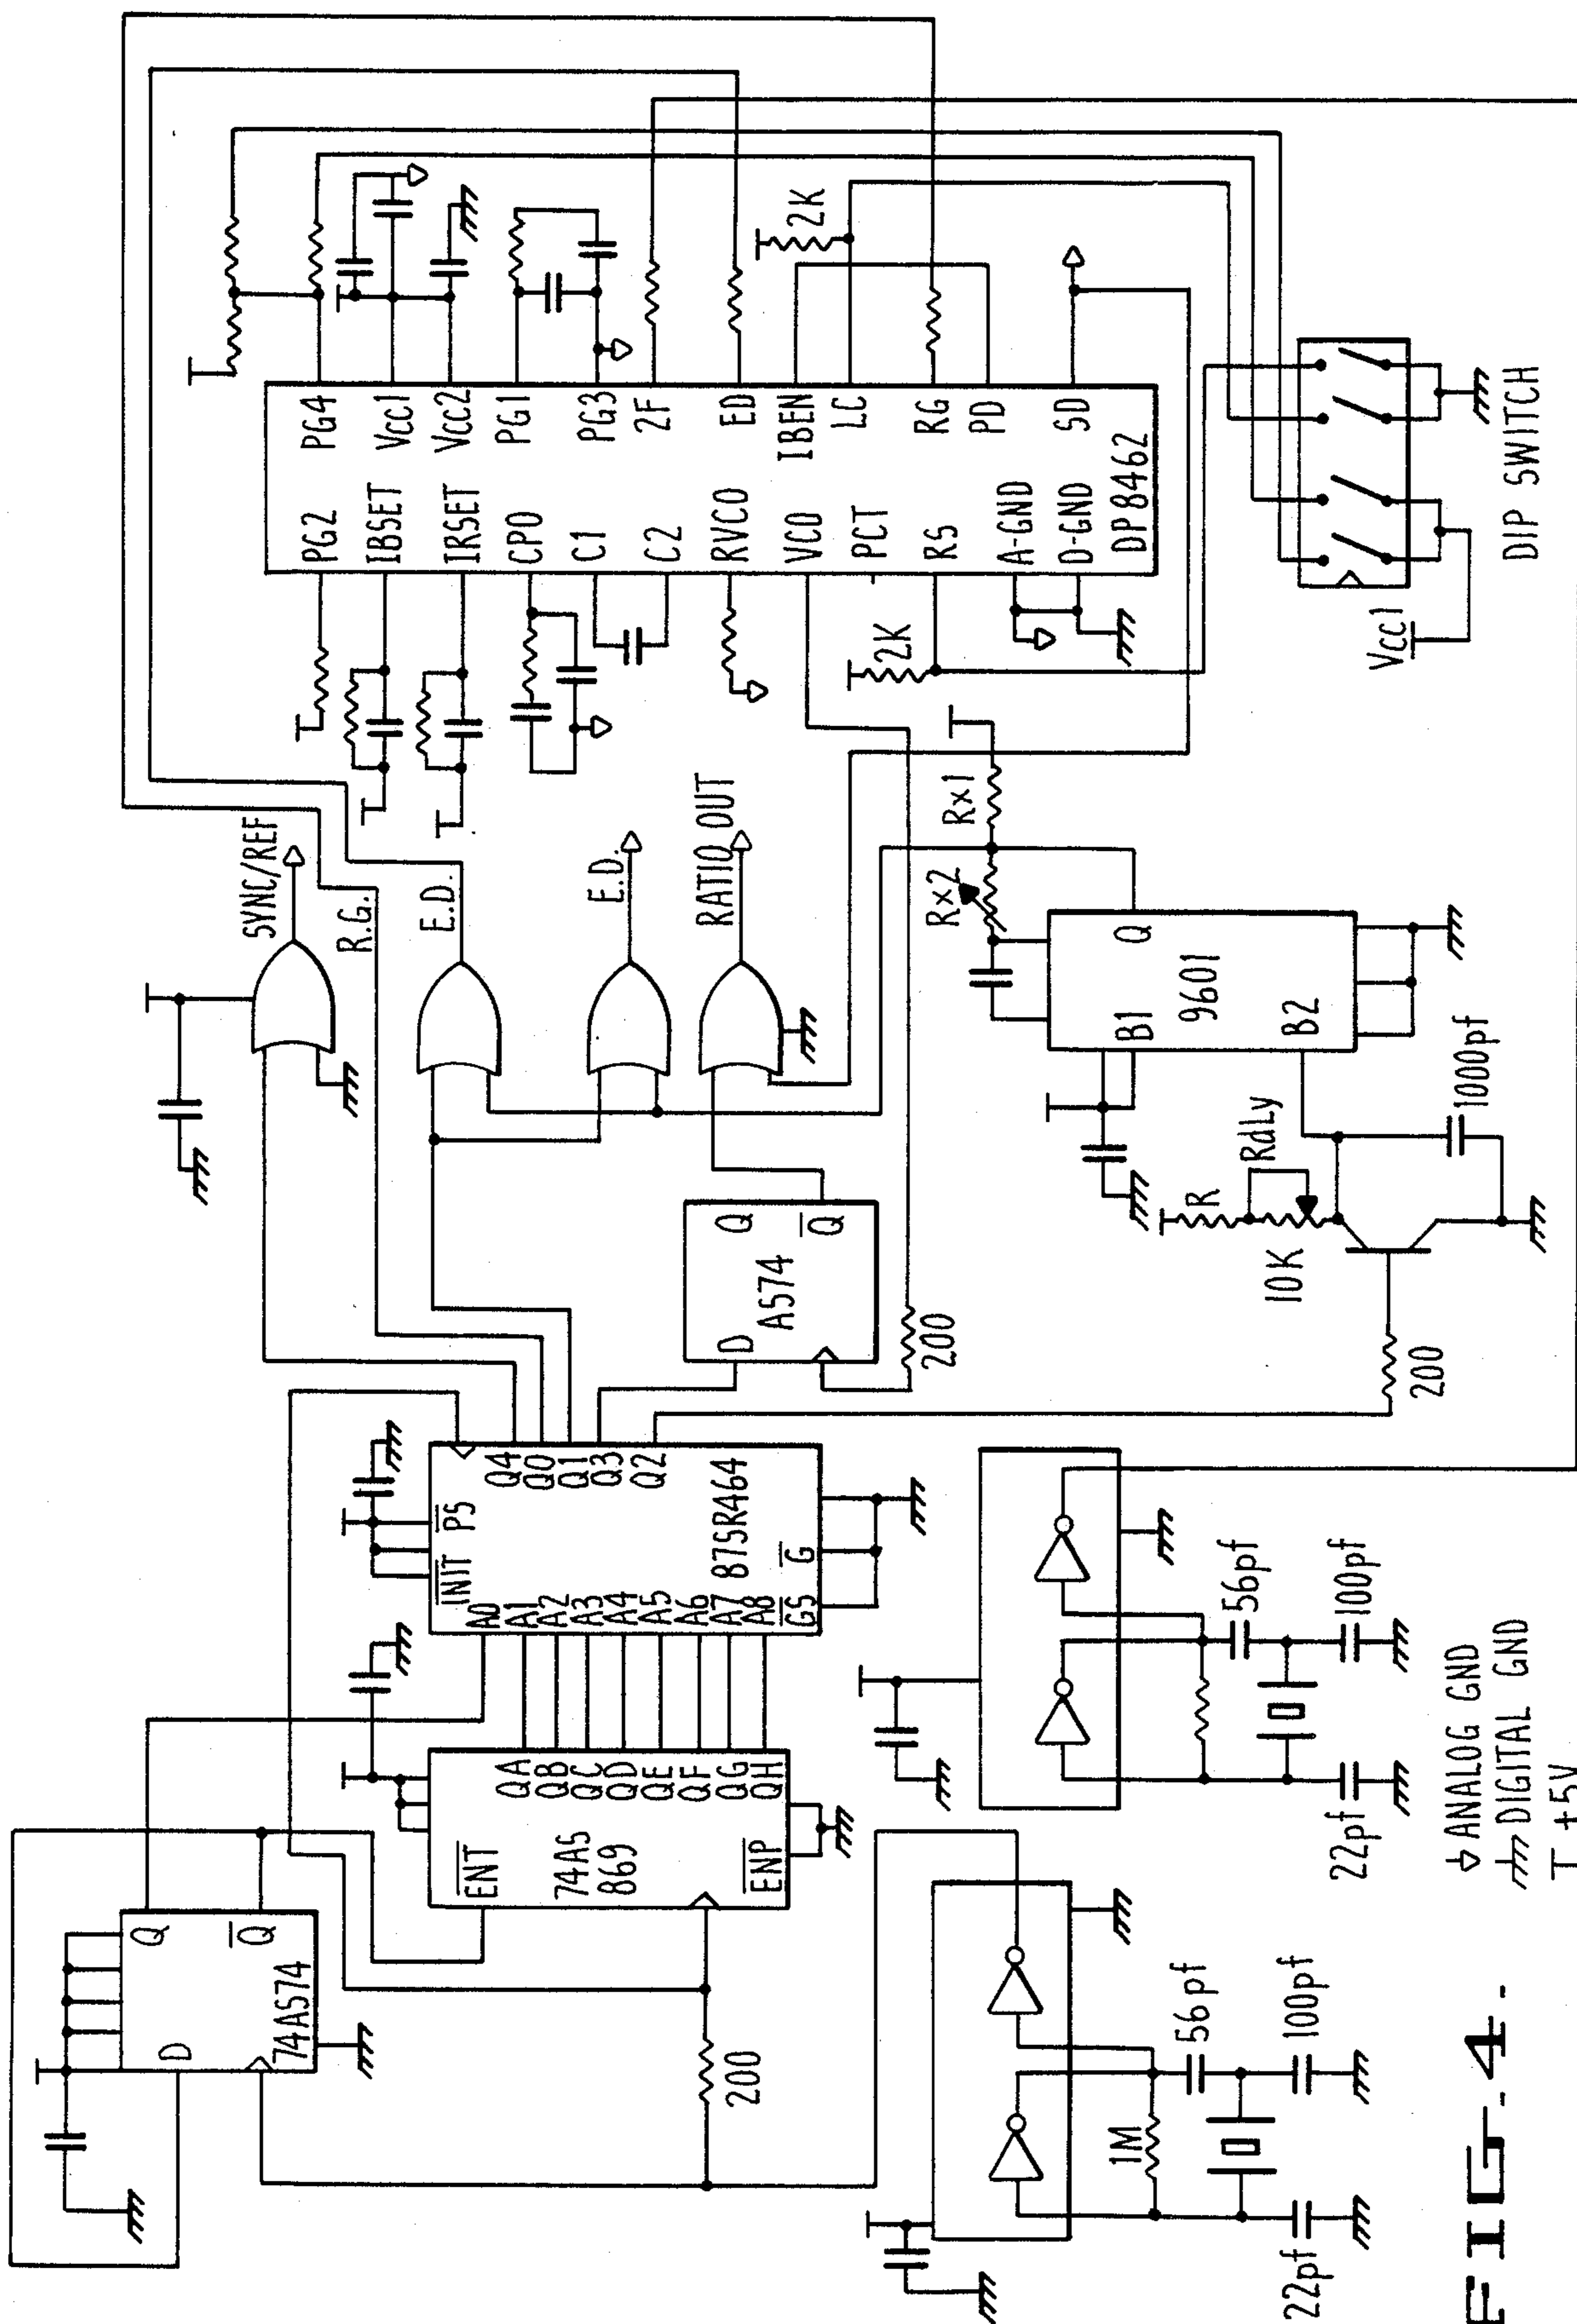 SYNC/REF
R.G.
E.D.
E.D.
RATIO OUT
PG2
IBSET
IRSET
CPO
C1
C2
RVCO
VCO
PCT
RS
A-GND
D-GND
DP8462
PG4
Vcc1
Vcc2
PG1
PG3
2F
ED
IBEN
LC
RG
PD
SD
2K
2K
DIP SWITCH
Vcc1
Rx1
Rx2
Q
B1
9601
B2
RdLy
R
10K
1000pf
200
200
Q
Q
D
AS74
INIT
PS
Q4
Q0
Q1
Q3
Q2
A0
A1
A2
A3
A4
A5
A6
A7
A8
GS
G
87SR464
QA
QB
QC
QD
QE
QF
QG
QH
ENT
74AS
869
ENP
Q
Q
D
74AS74
200
56pf
100pf
22pf
1M
56pf
100pf
22pf
ANALOG GND
DIGITAL GND
+5V
FIG.4.